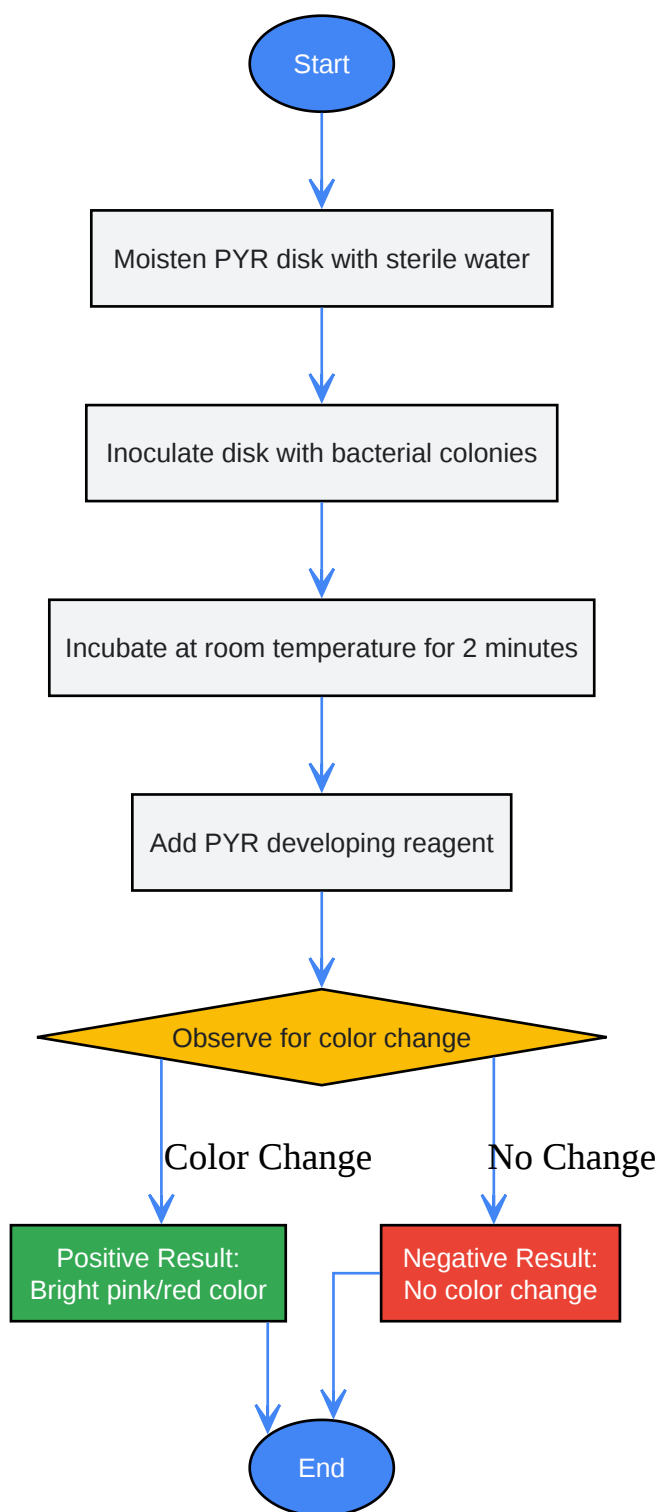 Start
Moisten PYR disk with sterile water
Inoculate disk with bacterial colonies
Incubate at room temperature for 2 minutes
Add PYR developing reagent
Observe for color change
Color Change
No Change
Positive Result:
Bright pink/red color
Negative Result:
No color change
End